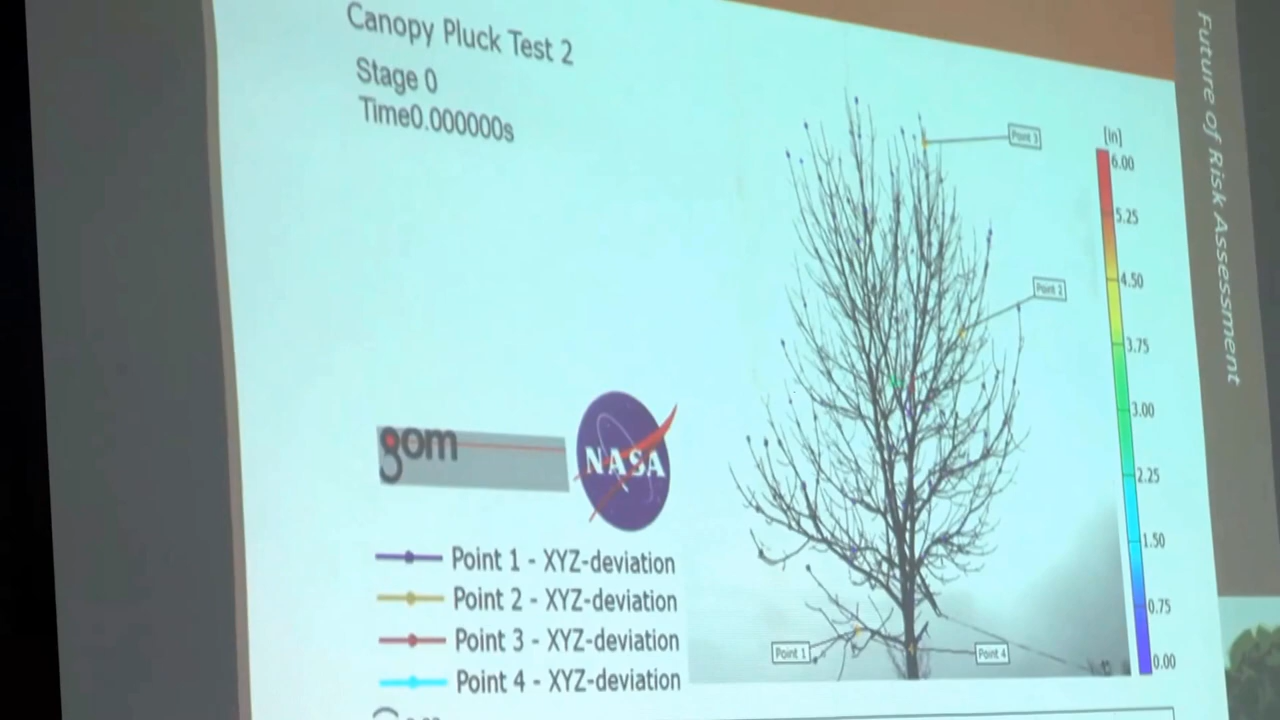 Canopy Pluck Test 2
Stage 0
Time0.000000s
Future of Risk Assessment
Point 3
[in]
6.00
5.25
Point 2
4.50
3.75
3.00
gom
NASA
2.25
1.50
Point 1 - XYZ-deviation
Point 2 - XYZ-deviation
0.75
Point 3 - XYZ-deviation
Point 1
Point 4
0.00
Point 4 - XYZ-deviation